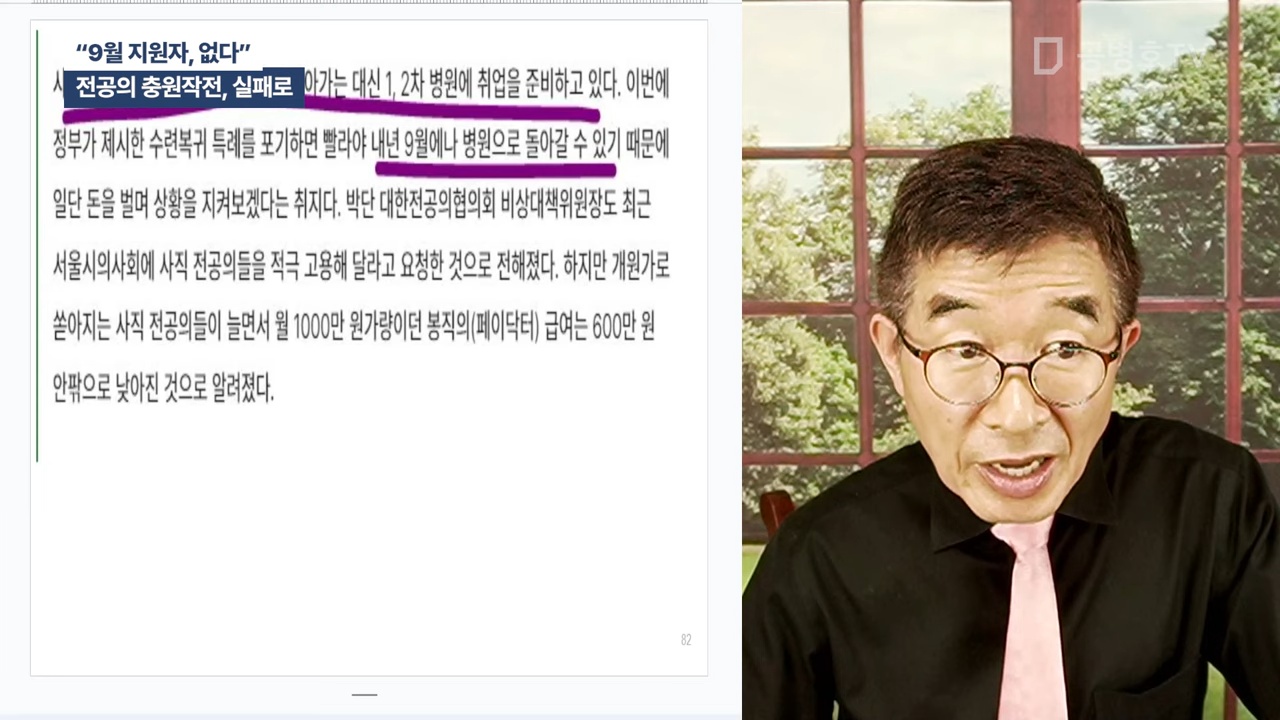 “9월 지원자, 없다”
전공의 충원작전, 실패로
공병호TV
아가는 대신 1, 2차 병원에 취업을 준비하고 있다. 이번에
정부가 제시한 수련복귀 특례를 포기하면 빨라야 내년 9월에나 병원으로 돌아갈 수 있기 때문에
일단 돈을 벌며 상황을 지켜보겠다는 취지다. 박단 대한전공의협의회 비상대책위원장도 최근
서울시의사회에 사직 전공의들을 적극 고용해 달라고 요청한 것으로 전해졌다. 하지만 개원가로
쏟아지는 사직 전공의들이 늘면서 월 1000만 원가량이던 봉직의(페이닥터) 급여는 600만 원
안팎으로 낮아진 것으로 알려졌다.
82